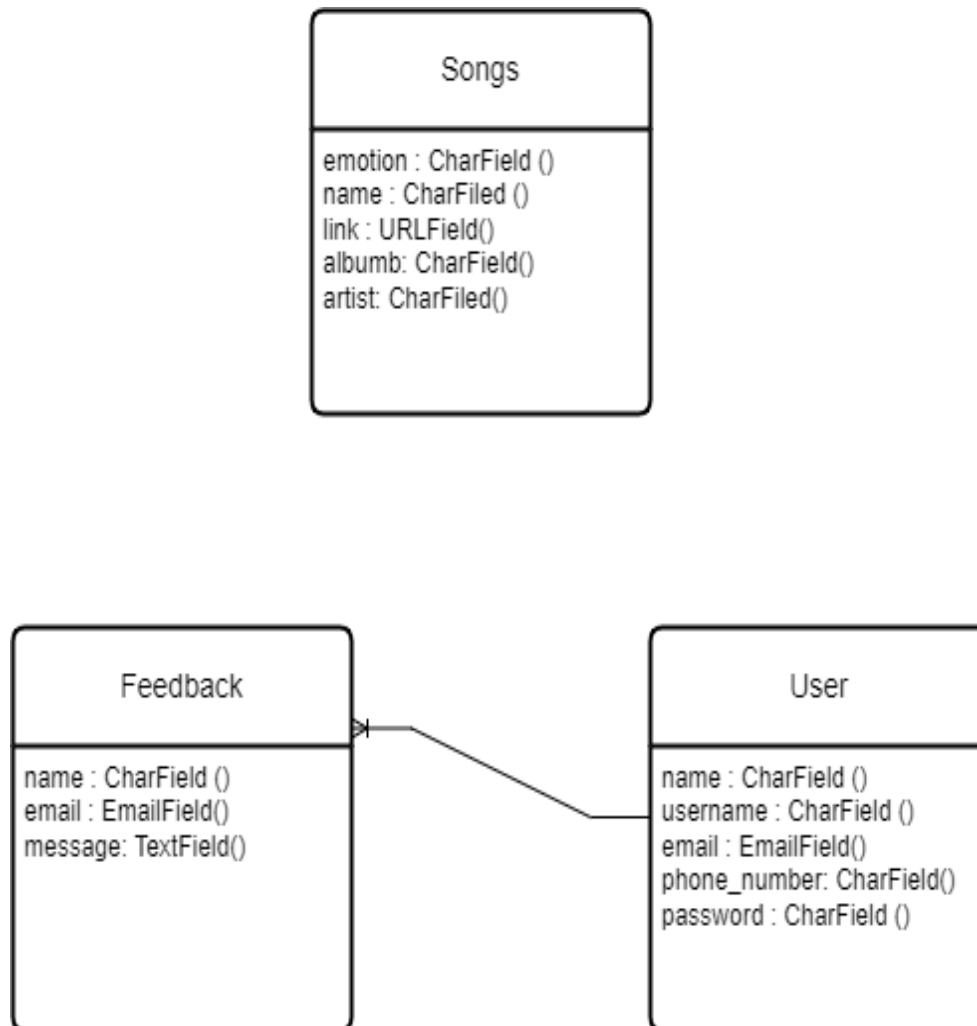 Songs
emotion : CharField ()
name : CharFiled ()
link : URLField()
albumb: CharField()
artist: CharFiled()
Feedback
name : CharField ()
email : EmailField()
message: TextField()
User
name : CharField ()
username : CharField ()
email : EmailField()
phone_number: CharField()
password : CharField ()